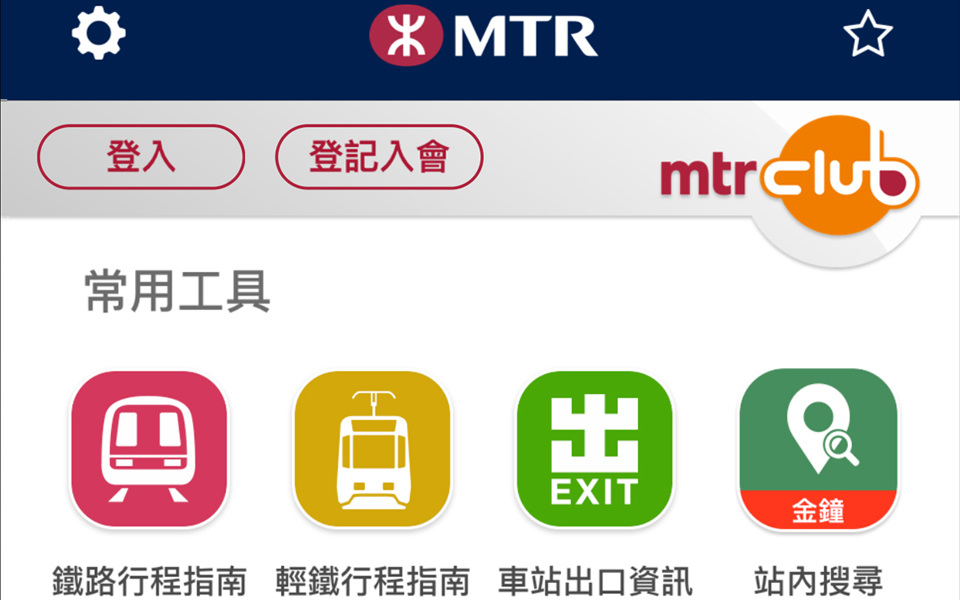 MTR
登入
登記入會
mtr club
常用工具
出
EXIT
金鐘
鐵路行程指南
輕鐵行程指南
車站出口資訊
站內搜尋